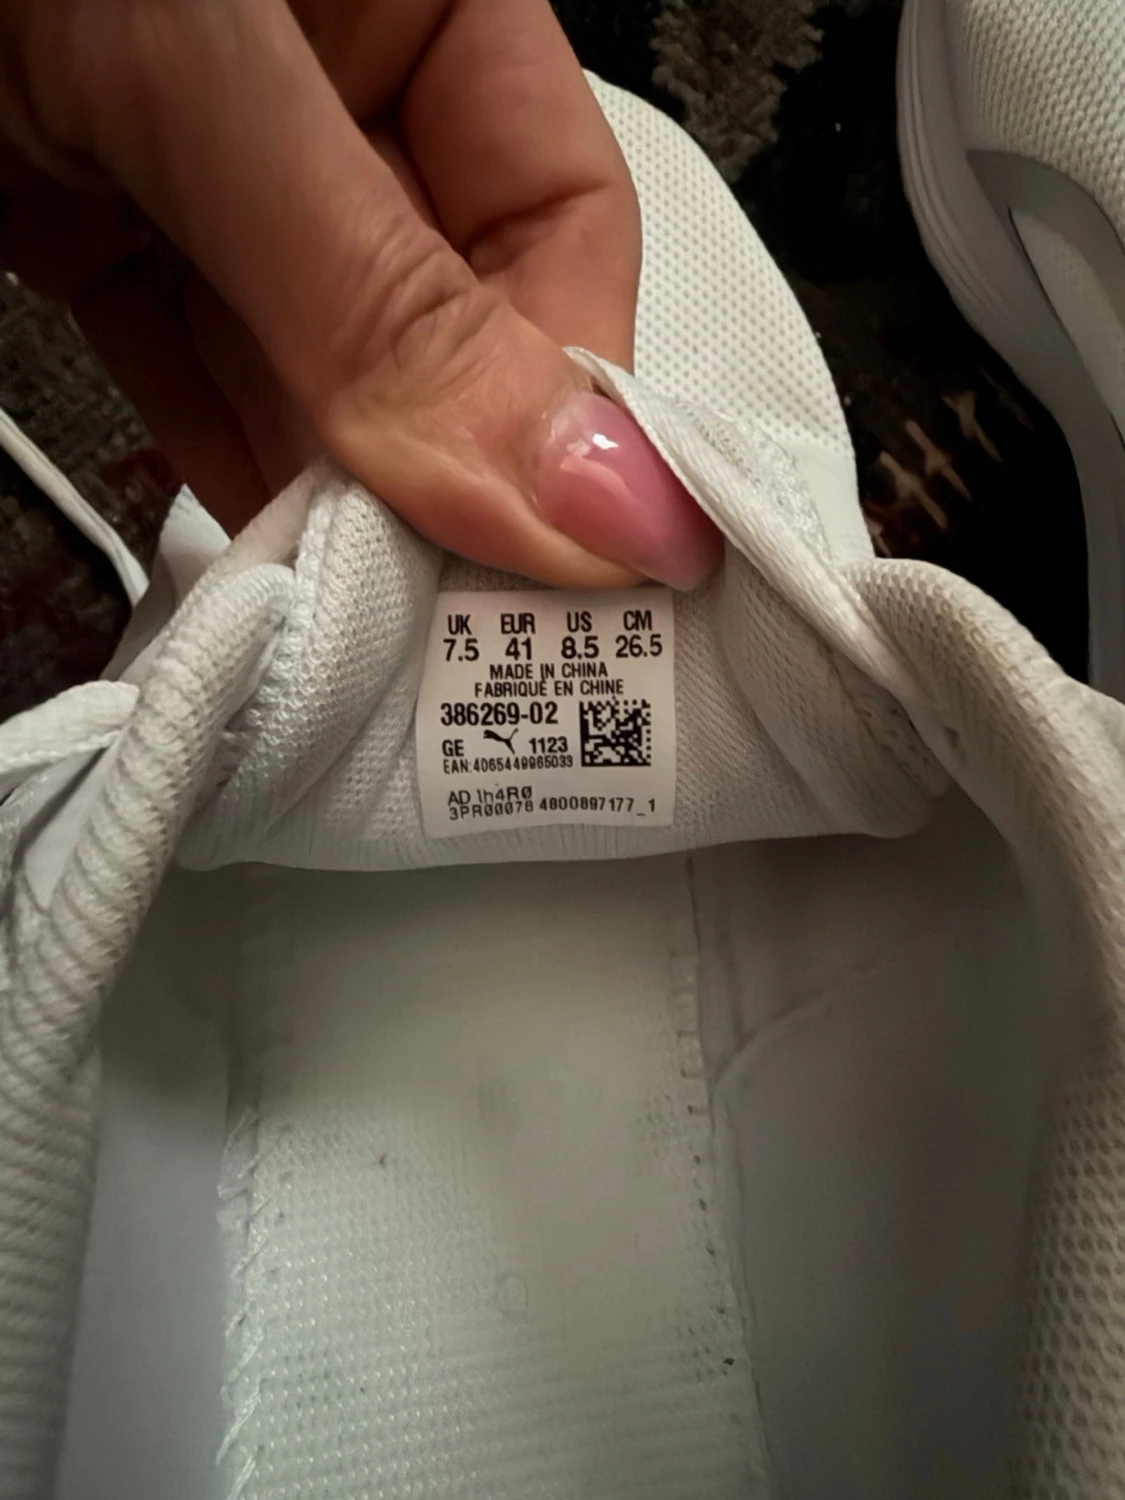 UK EUR US CM
7.5 41 8.5 26.5
MADE IN CHINA
FABRIQUÉ EN CHINE
386269-02
GE 1123
EAN:4065449965039
AD 1h4RØ
3PR00078 4800897177_1